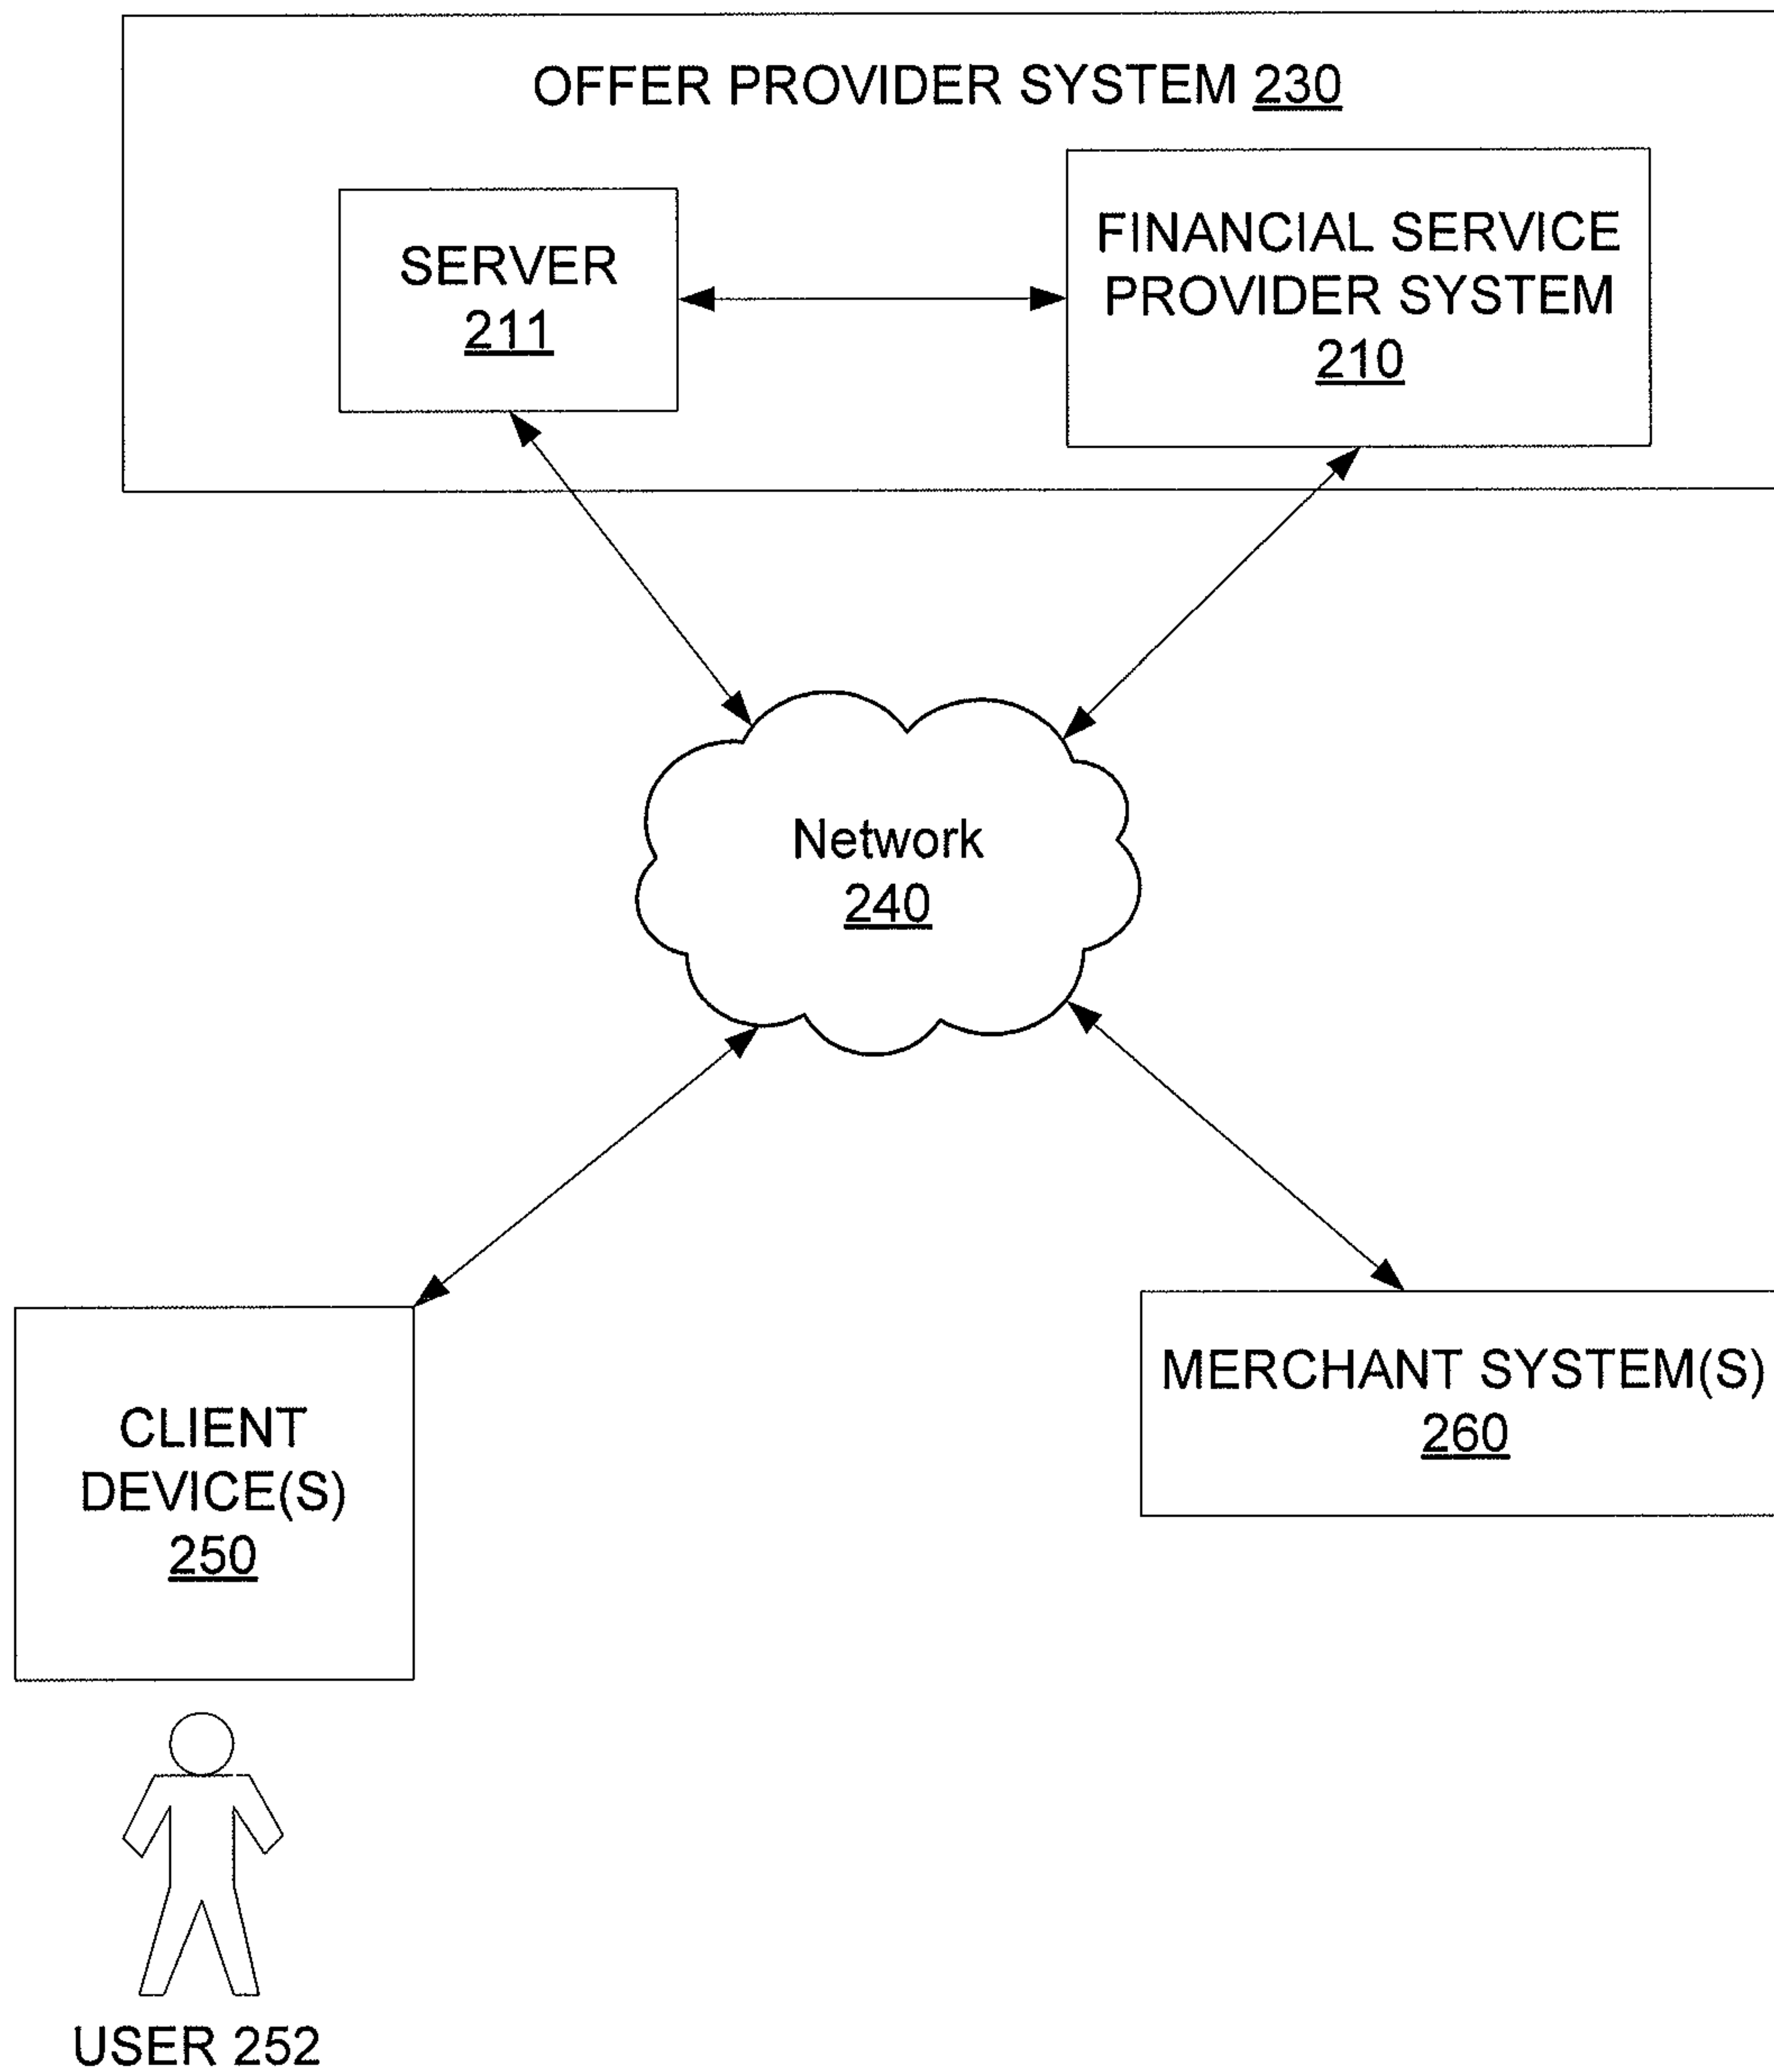 OFFER PROVIDER SYSTEM 230
SERVER
211
FINANCIAL SERVICE
PROVIDER SYSTEM
210
Network
240
CLIENT
DEVICE(S)
250
MERCHANT SYSTEM(S)
260
USER 252